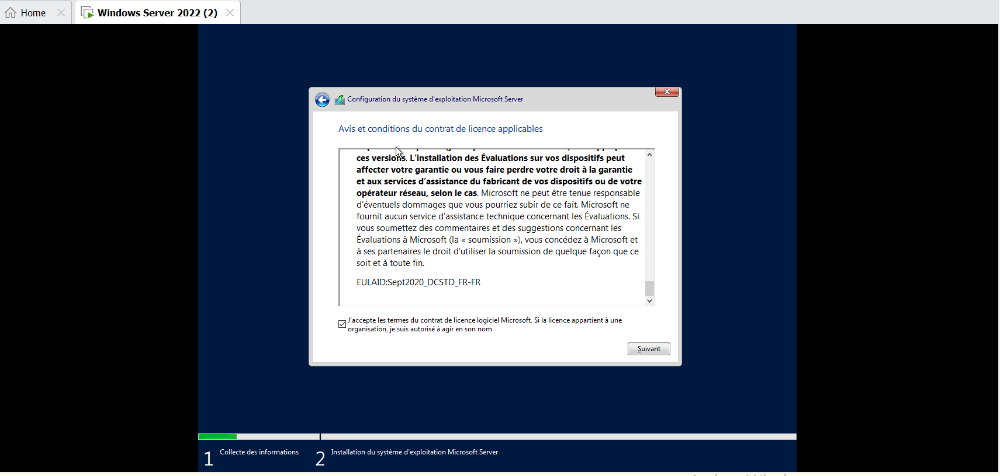 Home
Windows Server 2022 (2)
Configuration du système d'exploitation Microsoft Server
Avis et conditions du contrat de licence applicables
ces versions. L'installation des Évaluations sur vos dispositifs peut
affecter votre garantie ou vous faire perdre votre droit à la garantie
et aux services d'assistance du fabricant de vos dispositifs ou de votre
opérateur réseau, selon le cas. Microsoft ne peut être tenue responsable
d'éventuels dommages que vous pourriez subir de ce fait. Microsoft ne
fournit aucun service d'assistance technique concernant les Évaluations. Si
vous soumettez des commentaires et des suggestions concernant les
Évaluations à Microsoft (la « soumission »), vous concédez à Microsoft et
à ses partenaires le droit d'utiliser la soumission de quelque façon que ce
soit et à toute fin.
EULAID:Sept2020_DCSTD_FR-FR
J'accepte les termes du contrat de licence logiciel Microsoft. Si la licence appartient à une
organisation, je suis autorisé à agir en son nom.
Suivant
1 Collecte des informations
2 Installation du système d'exploitation Microsoft Server